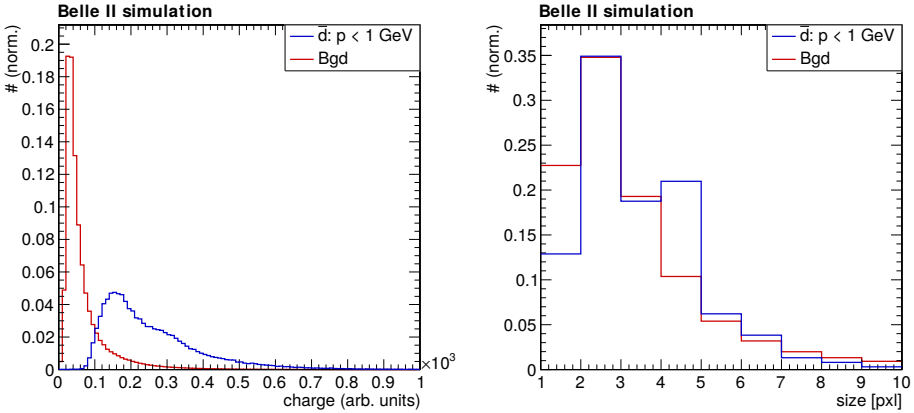 Belle II simulation
# (norm.)
d̄: p < 1 GeV
Bgd
0.2
0.18
0.16
0.14
0.12
0.1
0.08
0.06
0.04
0.02
0
0 0.1 0.2 0.3 0.4 0.5 0.6 0.7 0.8 0.9 1
×10³
charge (arb. units)
Belle II simulation
# (norm.)
d̄: p < 1 GeV
Bgd
0.35
0.3
0.25
0.2
0.15
0.1
0.05
0
1 2 3 4 5 6 7 8 9 10
size [pxl]